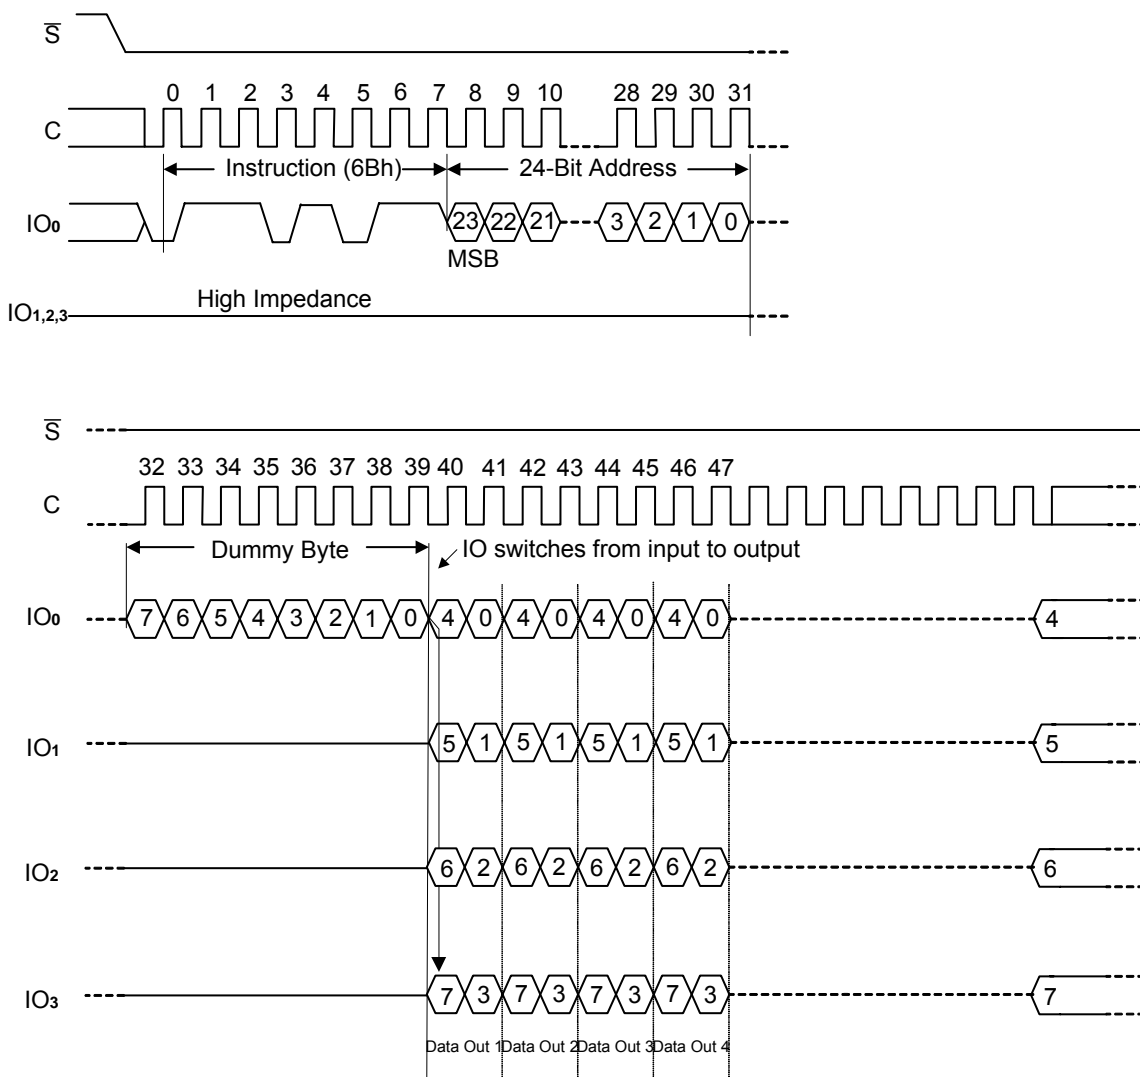 S
0 1 2 3 4 5 6 7 8 9 10 28 29 30 31
C
Instruction (6Bh) 24-Bit Address
IO0 23 22 21 3 2 1 0
MSB
High Impedance
IO1,2,3
S
32 33 34 35 36 37 38 39 40 41 42 43 44 45 46 47
C
Dummy Byte IO switches from input to output
IO0 7 6 5 4 3 2 1 0 4 0 4 0 4 0 4 0 4
IO1 5 1 5 1 5 1 5 1 5
IO2 6 2 6 2 6 2 6 2 6
IO3 7 3 7 3 7 3 7 3 7
Data Out 1 Data Out 2 Data Out 3 Data Out 4